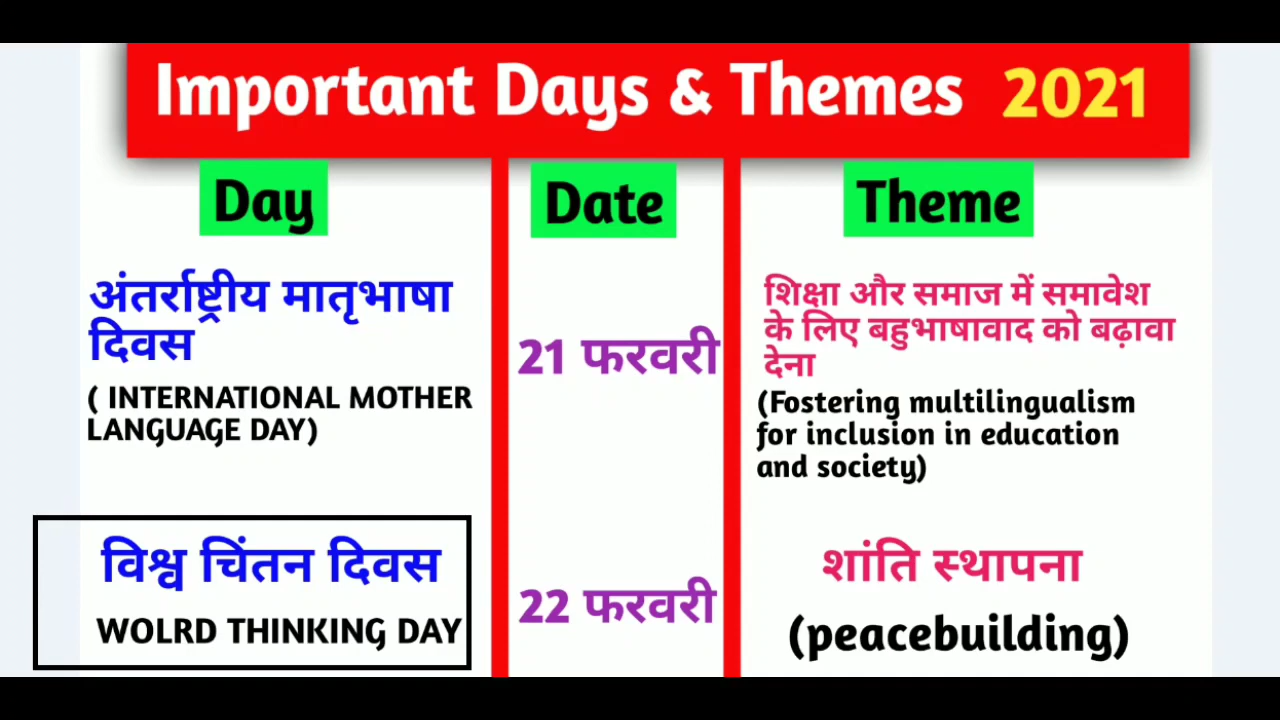 Important Days & Themes 2021
Day
Date
Theme
अंतर्राष्ट्रीय मातृभाषा
दिवस
( INTERNATIONAL MOTHER
LANGUAGE DAY)
21 फरवरी
शिक्षा और समाज में समावेश
के लिए बहुभाषावाद को बढ़ावा
देना
(Fostering multilingualism
for inclusion in education
and society)
विश्व चिंतन दिवस
WOLRD THINKING DAY
22 फरवरी
शांति स्थापना
(peacebuilding)